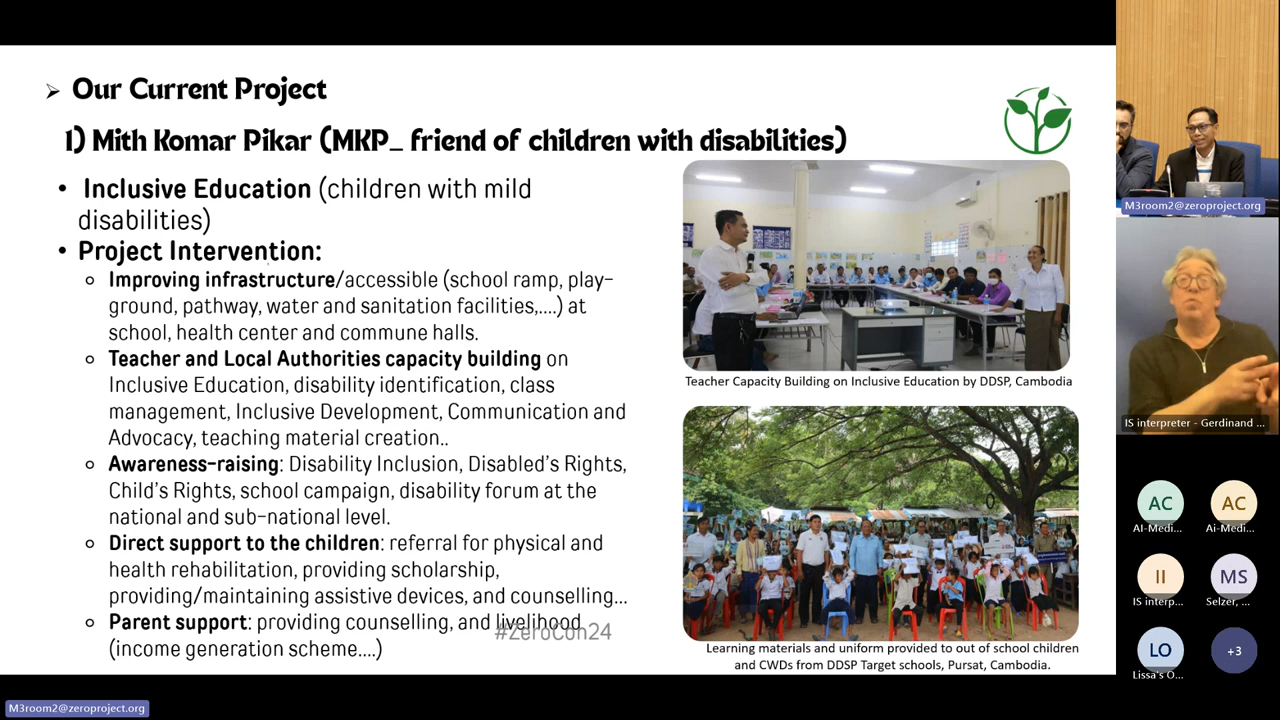 ➢ Our Current Project
1) Mith Komar Pikar (MKP_ friend of children with disabilities)
• Inclusive Education (children with mild
disabilities)
• Project Intervention:
○ Improving infrastructure/accessible (school ramp, play-
ground, pathway, water and sanitation facilities,....) at
school, health center and commune halls.
○ Teacher and Local Authorities capacity building on
Inclusive Education, disability identification, class
management, Inclusive Development, Communication and
Advocacy, teaching material creation..
○ Awareness-raising: Disability Inclusion, Disabled's Rights,
Child's Rights, school campaign, disability forum at the
national and sub-national level.
○ Direct support to the children: referral for physical and
health rehabilitation, providing scholarship,
providing/maintaining assistive devices, and counselling...
○ Parent support: providing counselling, and livelihood
(income generation scheme....)
#ZeroCon24
Teacher Capacity Building on Inclusive Education by DDSP, Cambodia
Learning materials and uniform provided to out of school children
and CWDs from DDSP Target schools, Pursat, Cambodia.
M3room2@zeroproject.org
IS interpreter - Gerdinand ...
AC
AC
AI-Medi...
Ai-Medi...
II
MS
IS interp...
Selzer, ...
LO
+3
Lissa's O...
M3room2@zeroproject.org